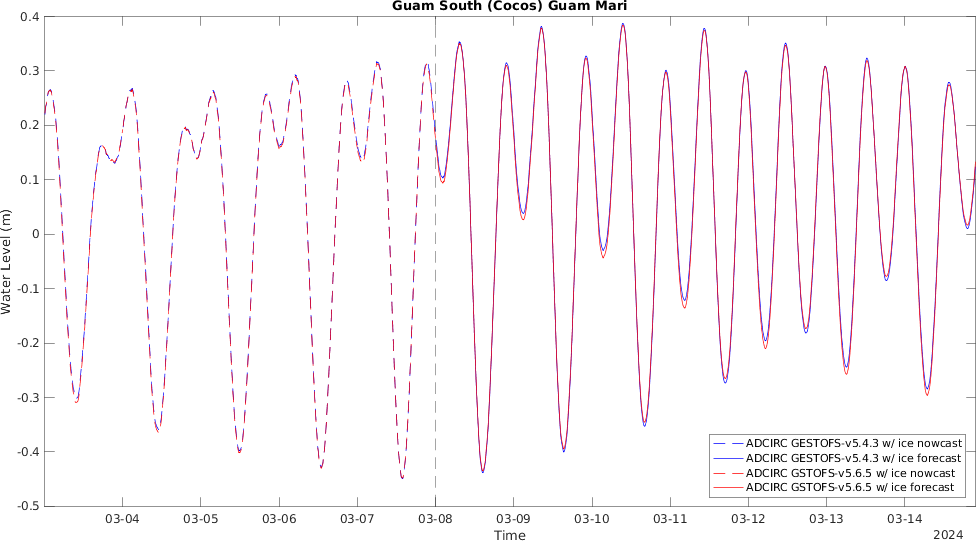 Guam South (Cocos) Guam Mari
0.4
0.3
0.2
0.1
0
-0.1
-0.2
-0.3
-0.4
-0.5
Water Level (m)
ADCIRC GESTOFS-v5.4.3 w/ ice nowcast
ADCIRC GESTOFS-v5.4.3 w/ ice forecast
ADCIRC GSTOFS-v5.6.5 w/ ice nowcast
ADCIRC GSTOFS-v5.6.5 w/ ice forecast
03-04 03-05 03-06 03-07 03-08 03-09 03-10 03-11 03-12 03-13 03-14
Time
2024